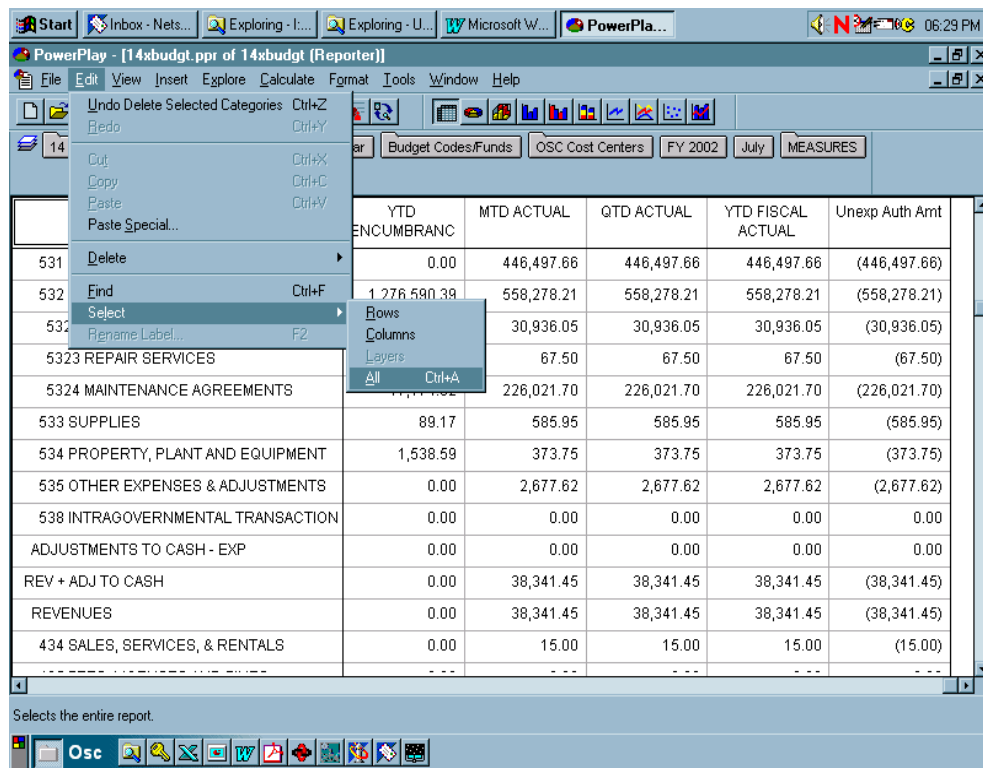 Start Inbox - Nets... Exploring - I:... Exploring - U... Microsoft W... PowerPla... 06:29 PM
PowerPlay - [14xbudgt.ppr of 14xbudgt (Reporter)]
File Edit View Insert Explore Calculate Format Tools Window Help
14 ar Budget Codes/Funds OSC Cost Centers FY 2002 July MEASURES
Undo Delete Selected Categories Ctrl+Z
Redo Ctrl+Y
Cut Ctrl+X
Copy Ctrl+C
Paste Ctrl+V
Paste Special...
Delete
Find Ctrl+F
Select
Rename Label... F2
Rows
Columns
Layers
All Ctrl+A
YTD ENCUMBRANC MTD ACTUAL QTD ACTUAL YTD FISCAL ACTUAL Unexp Auth Amt
531 0.00 446,497.66 446,497.66 446,497.66 (446,497.66)
532 1,276,590.39 558,278.21 558,278.21 558,278.21 (558,278.21)
532 30,936.05 30,936.05 30,936.05 (30,936.05)
5323 REPAIR SERVICES 67.50 67.50 67.50 (67.50)
5324 MAINTENANCE AGREEMENTS 226,021.70 226,021.70 226,021.70 (226,021.70)
533 SUPPLIES 89.17 585.95 585.95 585.95 (585.95)
534 PROPERTY, PLANT AND EQUIPMENT 1,538.59 373.75 373.75 373.75 (373.75)
535 OTHER EXPENSES & ADJUSTMENTS 0.00 2,677.62 2,677.62 2,677.62 (2,677.62)
538 INTRAGOVERNMENTAL TRANSACTION 0.00 0.00 0.00 0.00 0.00
ADJUSTMENTS TO CASH - EXP 0.00 0.00 0.00 0.00 0.00
REV + ADJ TO CASH 0.00 38,341.45 38,341.45 38,341.45 (38,341.45)
REVENUES 0.00 38,341.45 38,341.45 38,341.45 (38,341.45)
434 SALES, SERVICES, & RENTALS 0.00 15.00 15.00 15.00 (15.00)
Selects the entire report.
Osc